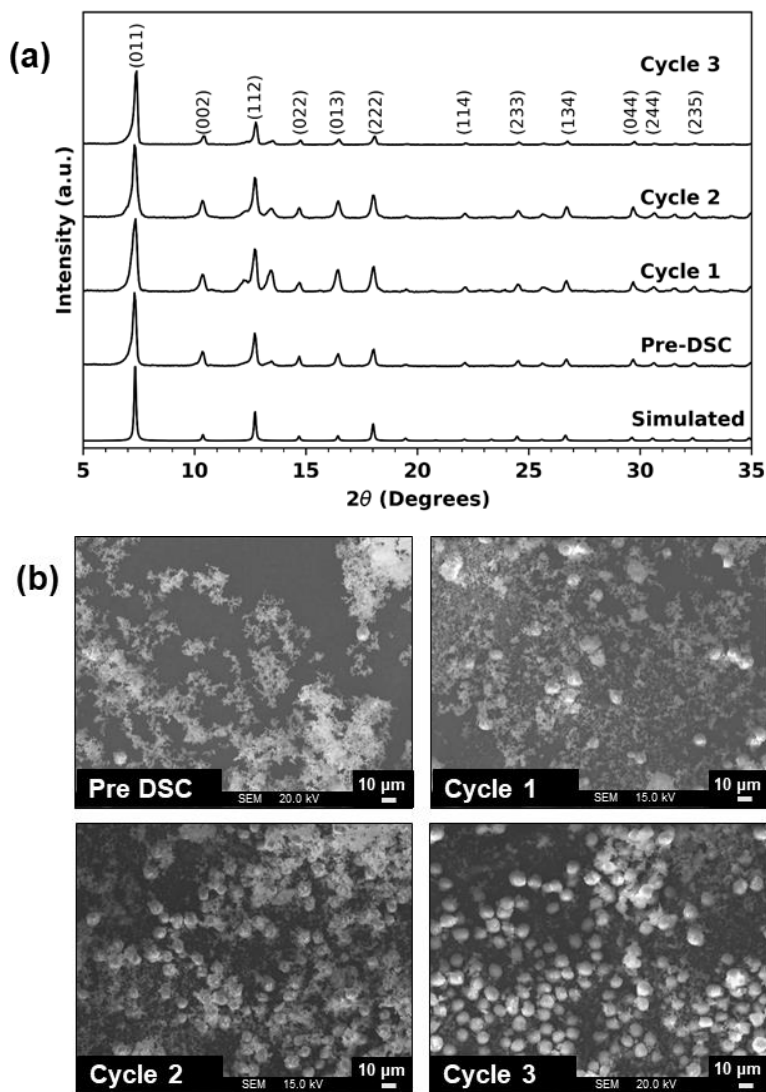 (a)
Cycle 3
(011)
(002)
(112)
(022)
(013)
(222)
(114)
(233)
(134)
(044)
(244)
(235)
Cycle 2
Cycle 1
Pre-DSC
Simulated
Intensity (a.u.)
5 10 15 20 25 30 35
2θ (Degrees)
(b)
Pre DSC
SEM 20.0 kV
10 μm
Cycle 1
SEM 15.0 kV
10 μm
Cycle 2
SEM 15.0 kV
10 μm
Cycle 3
SEM 20.0 kV
10 μm